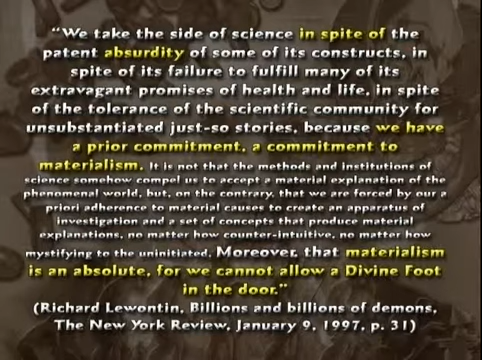 "We take the side of science in spite of the
patent absurdity of some of its constructs, in
spite of its failure to fulfill many of its
extravagant promises of health and life, in spite
of the tolerance of the scientific community for
unsubstantiated just-so stories, because we have
a prior commitment, a commitment to
materialism. It is not that the methods and institutions of
science somehow compel us to accept a material explanation of the
phenomenal world, but, on the contrary, that we are forced by our a
priori adherence to material causes to create an apparatus of
investigation and a set of concepts that produce material
explanations, no matter how counter-intuitive, no matter how
mystifying to the uninitiated. Moreover, that materialism
is an absolute, for we cannot allow a Divine Foot
in the door."
(Richard Lewontin, Billions and billions of demons,
The New York Review, January 9, 1997, p. 31)